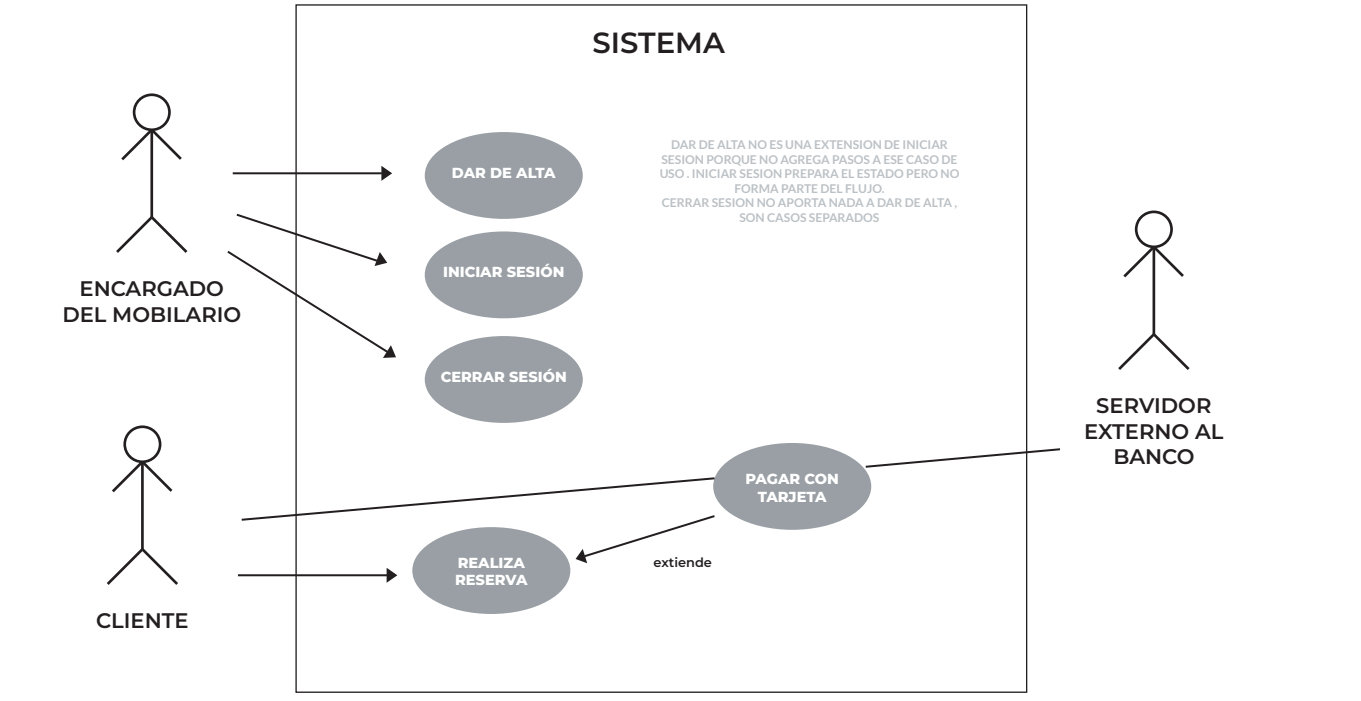 SISTEMA
DAR DE ALTA
DAR DE ALTA NO ES UNA EXTENSION DE INICIAR
SESION PORQUE NO AGREGA PASOS A ESE CASO DE
USO . INICIAR SESION PREPARA EL ESTADO PERO NO
FORMA PARTE DEL FLUJO.
CERRAR SESION NO APORTA NADA A DAR DE ALTA ,
SON CASOS SEPARADOS
INICIAR SESIÓN
ENCARGADO
DEL MOBILARIO
CERRAR SESIÓN
SERVIDOR
EXTERNO AL
BANCO
PAGAR CON
TARJETA
REALIZA
RESERVA
extiende
CLIENTE